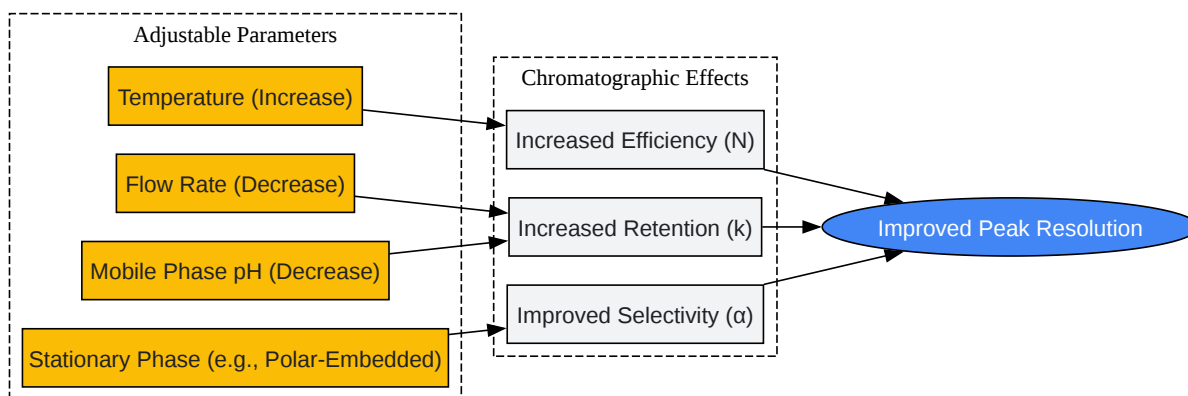 Adjustable Parameters
Temperature (Increase)
Flow Rate (Decrease)
Mobile Phase pH (Decrease)
Stationary Phase (e.g., Polar-Embedded)
Chromatographic Effects
Increased Efficiency (N)
Increased Retention (k)
Improved Selectivity (α)
Improved Peak Resolution